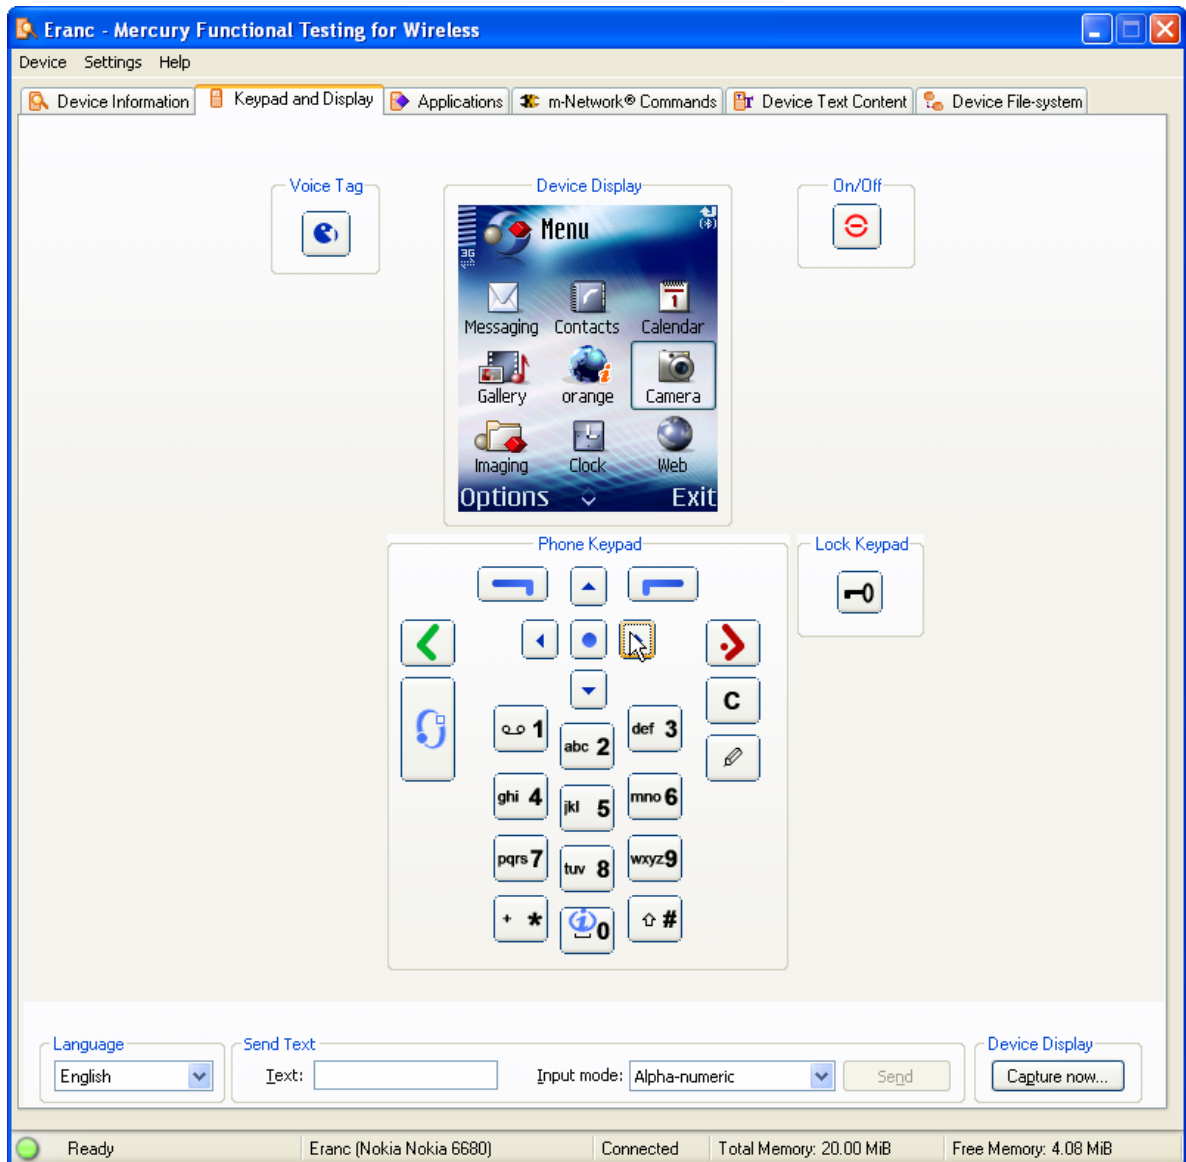 Eranc - Mercury Functional Testing for Wireless
Device Settings Help
Device Information Keypad and Display Applications m-Network® Commands Device Text Content Device File-system
Voice Tag Device Display On/Off
Menu
3G
1
Messaging Contacts Calendar
Gallery orange Camera
Imaging Clock Web
Options Exit
Phone Keypad Lock Keypad
C
1 abc 2 def 3
ghi 4 jkl 5 mno 6
pqrs 7 tuv 8 wxyz 9
+ * 0 #
Language Send Text Device Display
English Text: Input mode: Alpha-numeric Send Capture now...
Ready Eranc (Nokia Nokia 6680) Connected Total Memory: 20.00 MiB Free Memory: 4.08 MiB